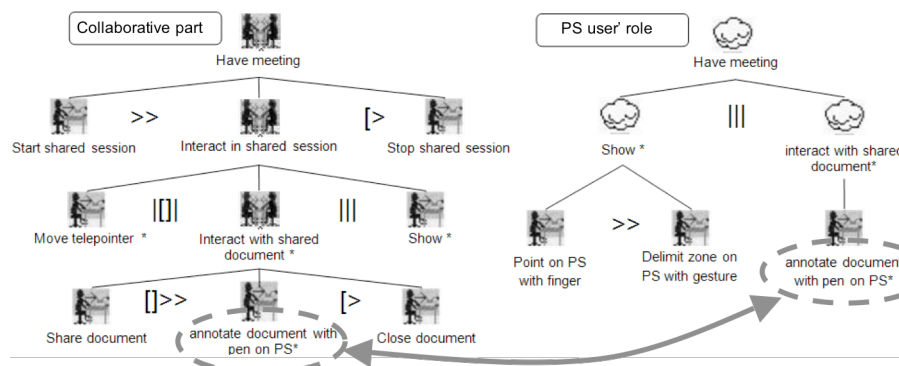 Collaborative part
Have meeting
Start shared session
>>
Interact in shared session
[>
Stop shared session
Move telepointer *
|[]|
Interact with shared
document *
|||
Show *
Share document
[]>>
annotate document with
pen on PS*
[>
Close document
PS user' role
Have meeting
Show *
|||
interact with shared
document*
Point on PS
with finger
>>
Delimit zone on
PS with gesture
annotate document
with pen on PS*